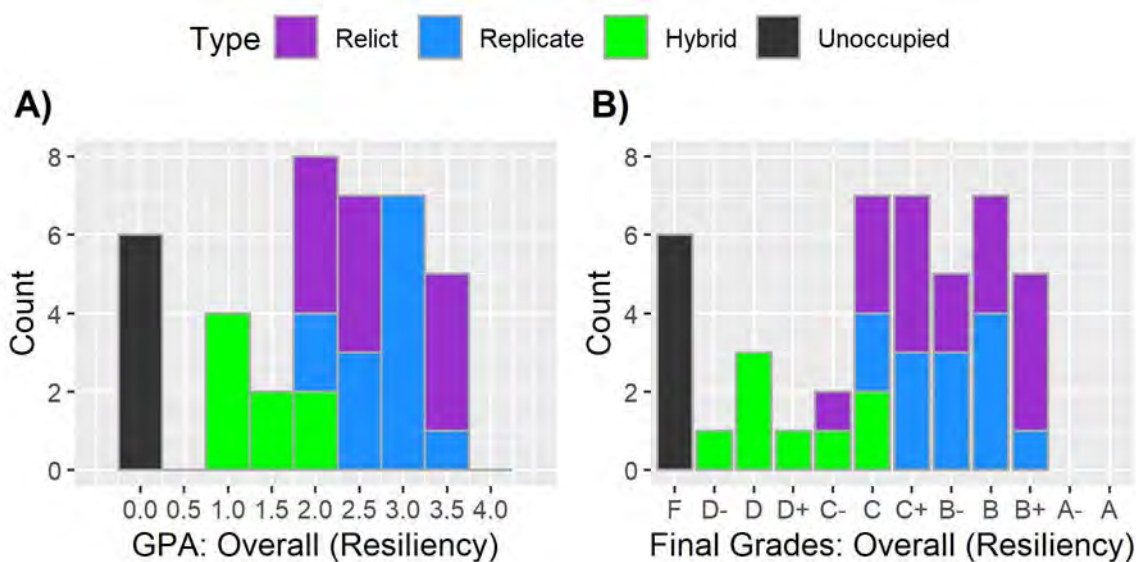 Type Relict Replicate Hybrid Unoccupied
A)
8
6
4
2
0
Count
0.0 0.5 1.0 1.5 2.0 2.5 3.0 3.5 4.0
GPA: Overall (Resiliency)
B)
8
6
4
2
0
Count
F D- D D+ C- C C+ B- B B+ A- A
Final Grades: Overall (Resiliency)